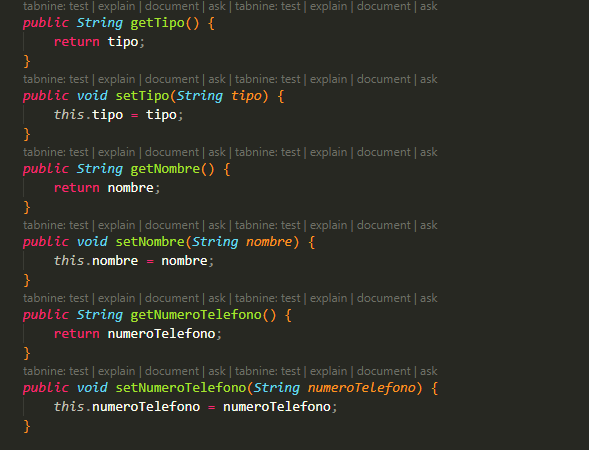 tabnine: test | explain | document | ask | tabnine: test | explain | document | ask
public String getTipo() {
return tipo;
}
tabnine: test | explain | document | ask | tabnine: test | explain | document | ask
public void setTipo(String tipo) {
this.tipo = tipo;
}
tabnine: test | explain | document | ask | tabnine: test | explain | document | ask
public String getNombre() {
return nombre;
}
tabnine: test | explain | document | ask | tabnine: test | explain | document | ask
public void setNombre(String nombre) {
this.nombre = nombre;
}
tabnine: test | explain | document | ask | tabnine: test | explain | document | ask
public String getNumeroTelefono() {
return numeroTelefono;
}
tabnine: test | explain | document | ask | tabnine: test | explain | document | ask
public void setNumeroTelefono(String numeroTelefono) {
this.numeroTelefono = numeroTelefono;
}